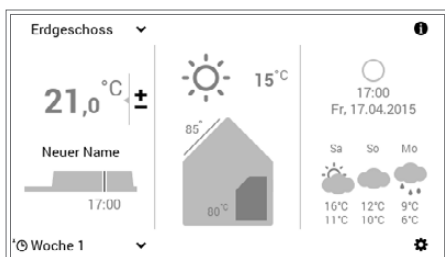 Erdgeschoss
21,0 °C ±
Neuer Name
17:00
Woche 1
15°C
85°
80°C
17:00
Fr, 17.04.2015
Sa So Mo
16°C 12°C 9°C
11°C 10°C 6°C